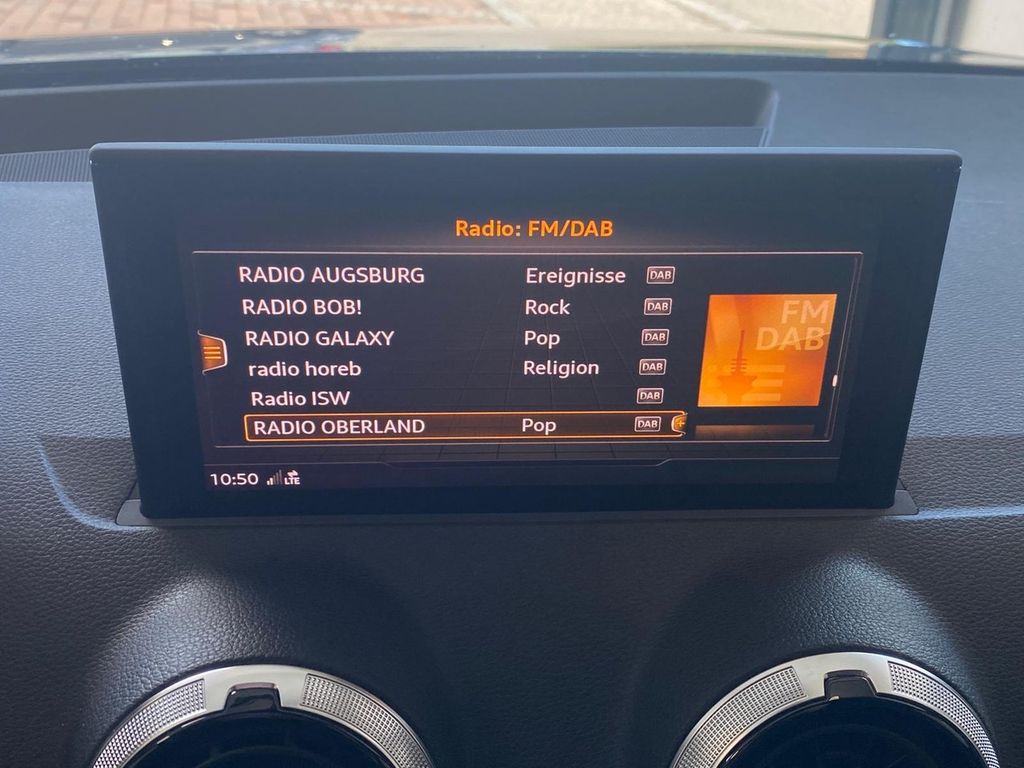 Radio: FM/DAB
RADIO AUGSBURG Ereignisse DAB
RADIO BOB! Rock DAB
RADIO GALAXY Pop DAB
radio horeb Religion DAB
Radio ISW DAB
RADIO OBERLAND Pop DAB
FM
DAB
10:50 LTE